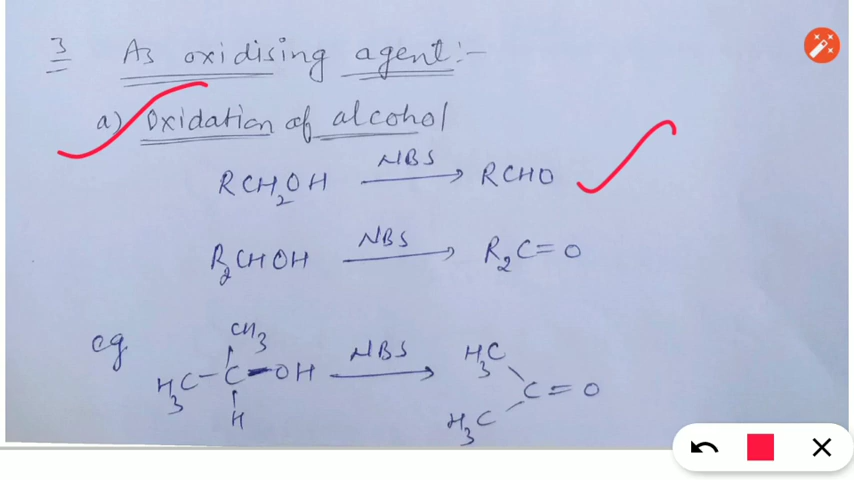 3 As oxidising agent:-
a) Oxidation of alcohol
RCH2OH NBS → RCHO
R2CHOH NBS → R2C=O
eg H3C-C-OH NBS → H3C C=O
CH3
H
H3C